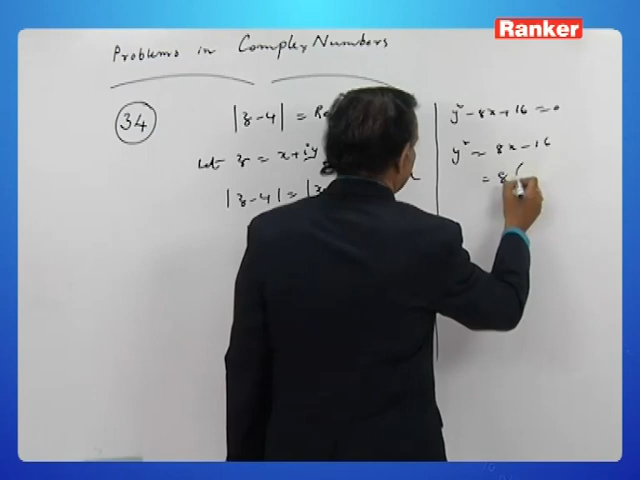 Ranker
Problems in Complex Numbers
34
|z-4| = Re
Let z = x+iy
|z-4| =
y² - 8x + 16 = 0
y² = 8x - 16
= 8 (